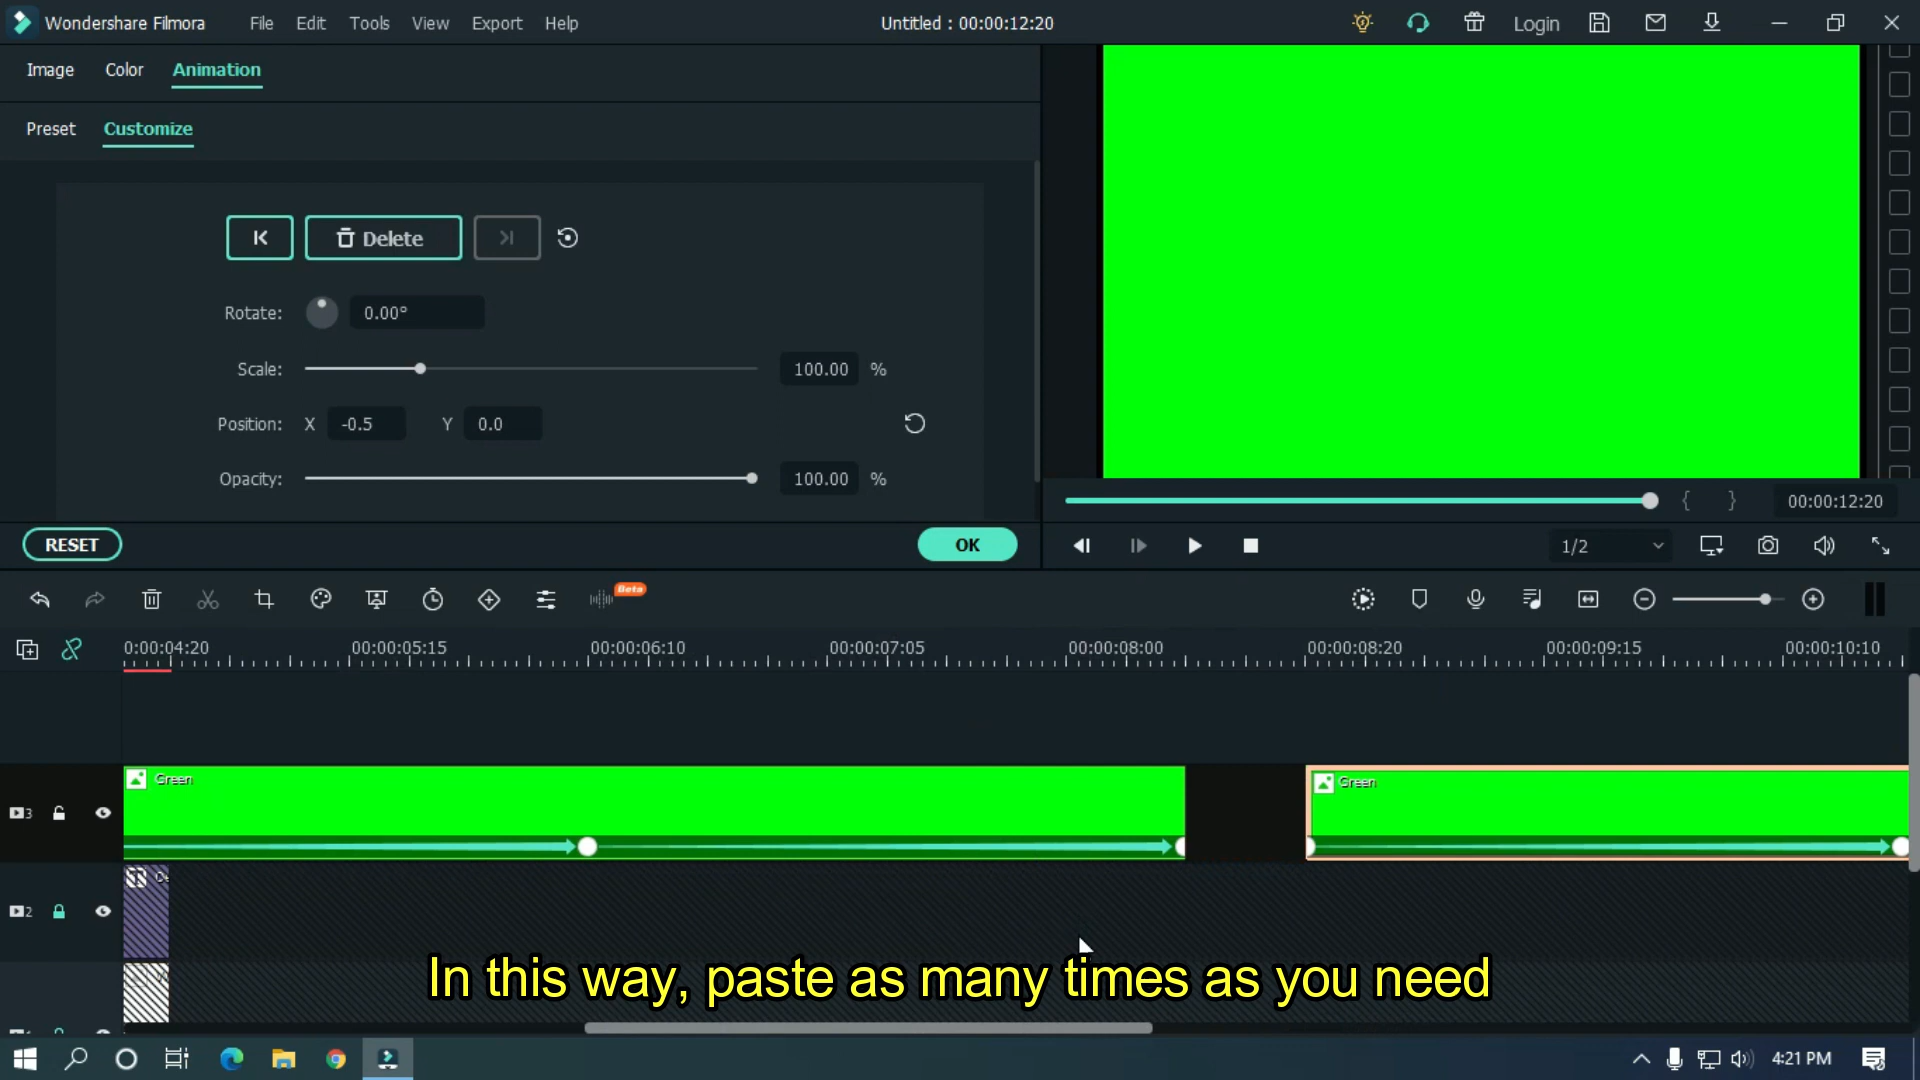 Wondershare Filmora
File Edit Tools View Export Help
Untitled : 00:00:12:20
Login
Image Color Animation
Preset Customize
Delete
Rotate: 0.00°
Scale: 100.00 %
Position: X -0.5 Y 0.0
Opacity: 100.00 %
RESET OK
{ } 00:00:12:20
1/2
Beta
0:00:04:20 00:00:05:15 00:00:06:10 00:00:07:05 00:00:08:00 00:00:08:20 00:00:09:15 00:00:10:10
Green Green
3
2
In this way, paste as many times as you need
4:21 PM